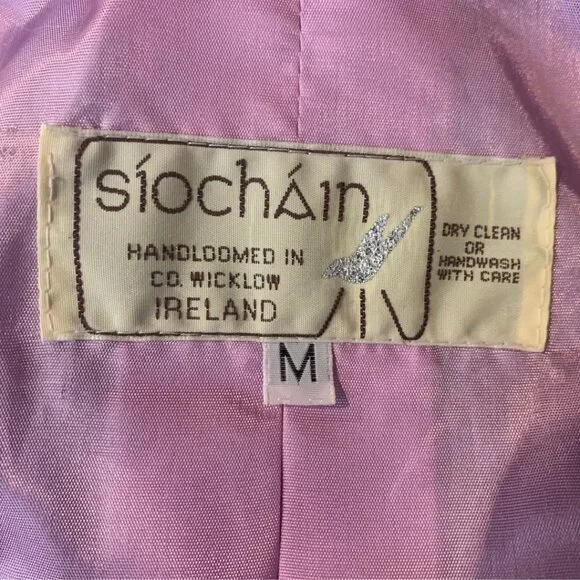 síocháin
HANDLOOMED IN
CO. WICKLOW
IRELAND
DRY CLEAN
OR
HANDWASH
WITH CARE
M